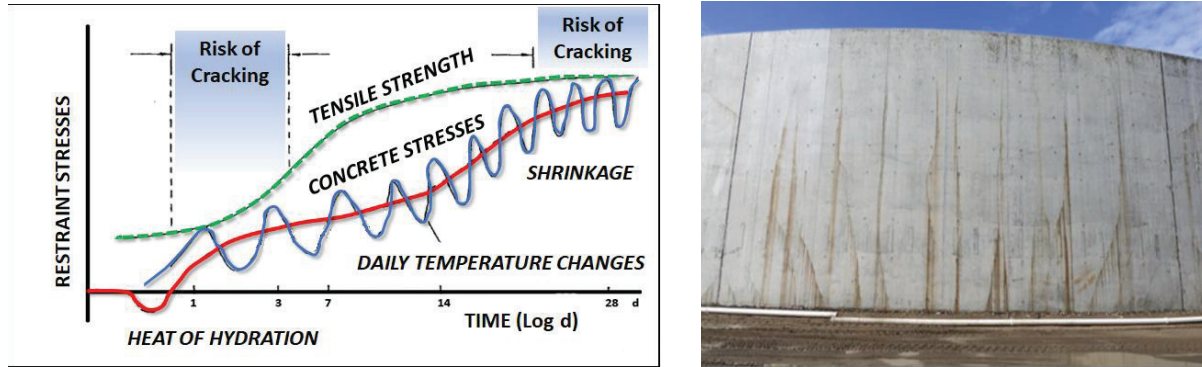 Risk of
Cracking
Risk of
Cracking
TENSILE STRENGTH
CONCRETE STRESSES
SHRINKAGE
DAILY TEMPERATURE CHANGES
RESTRAINT STRESSES
1 3 7 14 28 d
TIME (Log d)
HEAT OF HYDRATION